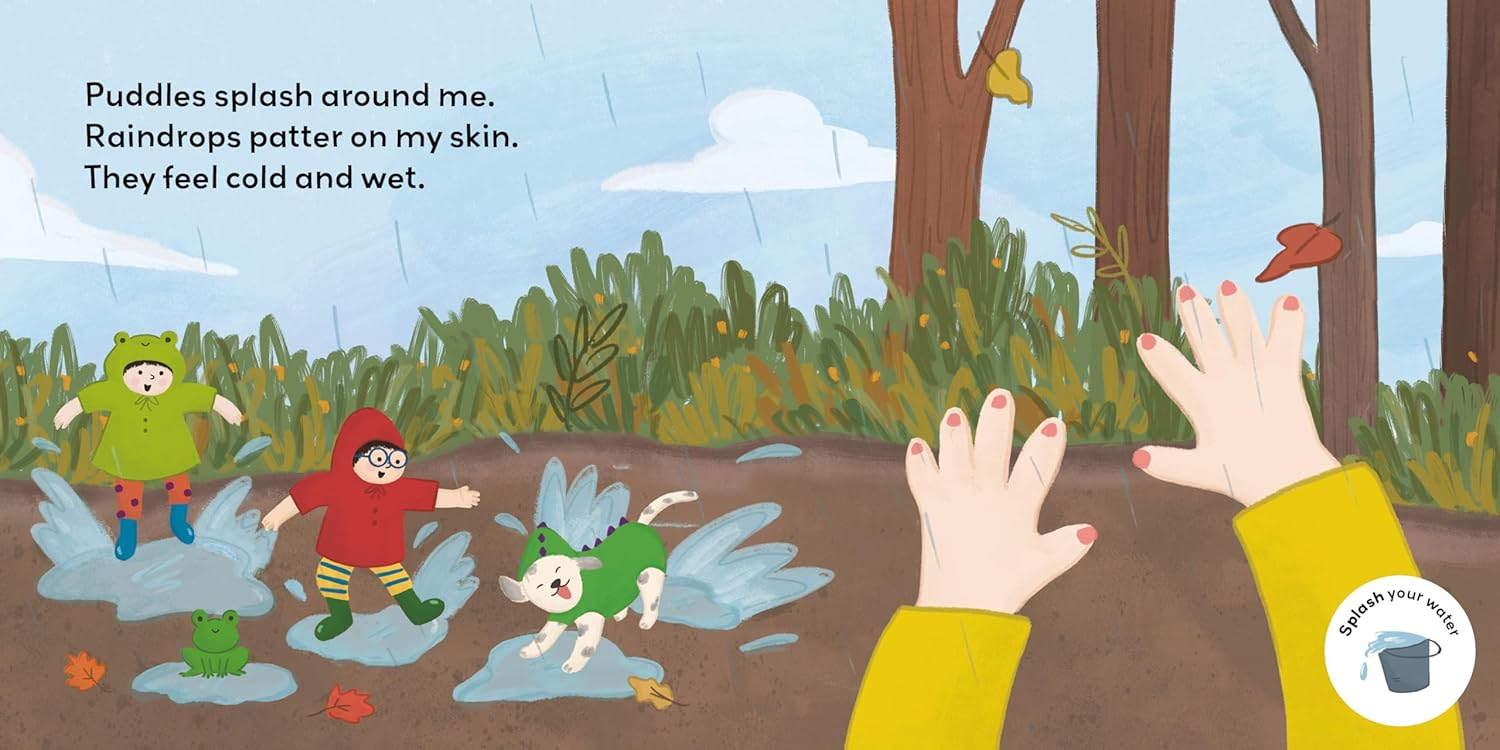 Puddles splash around me.
Raindrops patter on my skin.
They feel cold and wet.
Splash your water